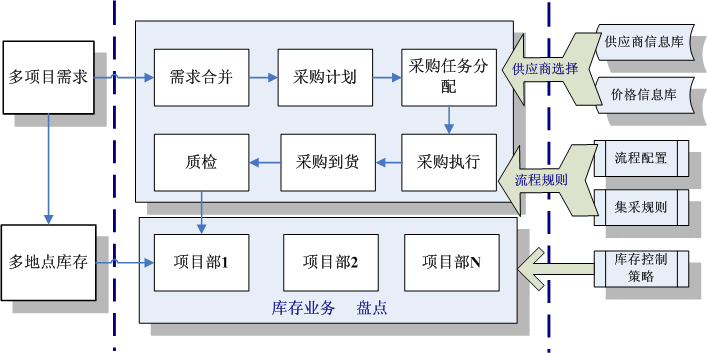 多项目需求
需求合并
采购计划
采购任务分
配
供应商选择
供应商信息库
价格信息库
质检
采购到货
采购执行
流程规则
流程配置
集采规则
多地点库存
项目部1
项目部2
项目部N
库存控制
策略
库存业务 盘点